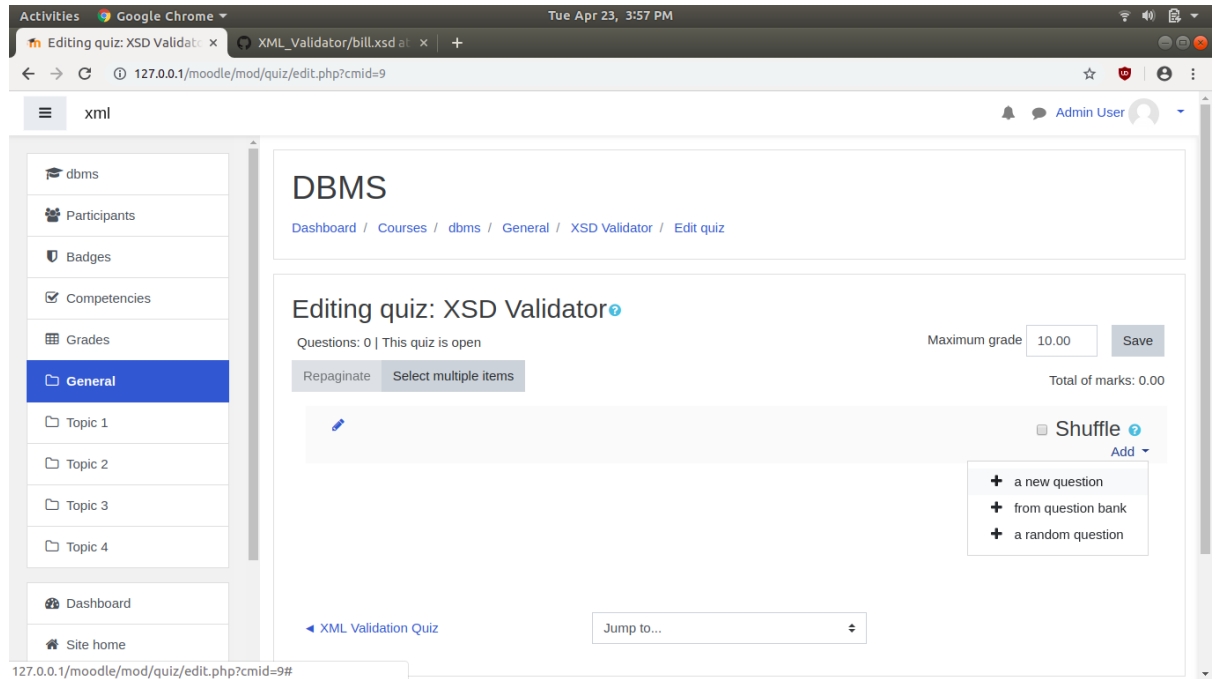 Activities Google Chrome Tue Apr 23, 3:57 PM
Editing quiz: XSD Validato XML_Validator/bill.xsd at
127.0.0.1/moodle/mod/quiz/edit.php?cmid=9
xml Admin User
dbms
Participants
Badges
Competencies
Grades
General
Topic 1
Topic 2
Topic 3
Topic 4
Dashboard
Site home
DBMS
Dashboard / Courses / dbms / General / XSD Validator / Edit quiz
Editing quiz: XSD Validator
Questions: 0 | This quiz is open
Maximum grade 10.00 Save
Repaginate Select multiple items
Total of marks: 0.00
Shuffle
Add
a new question
from question bank
a random question
◄ XML Validation Quiz Jump to...
127.0.0.1/moodle/mod/quiz/edit.php?cmid=9#